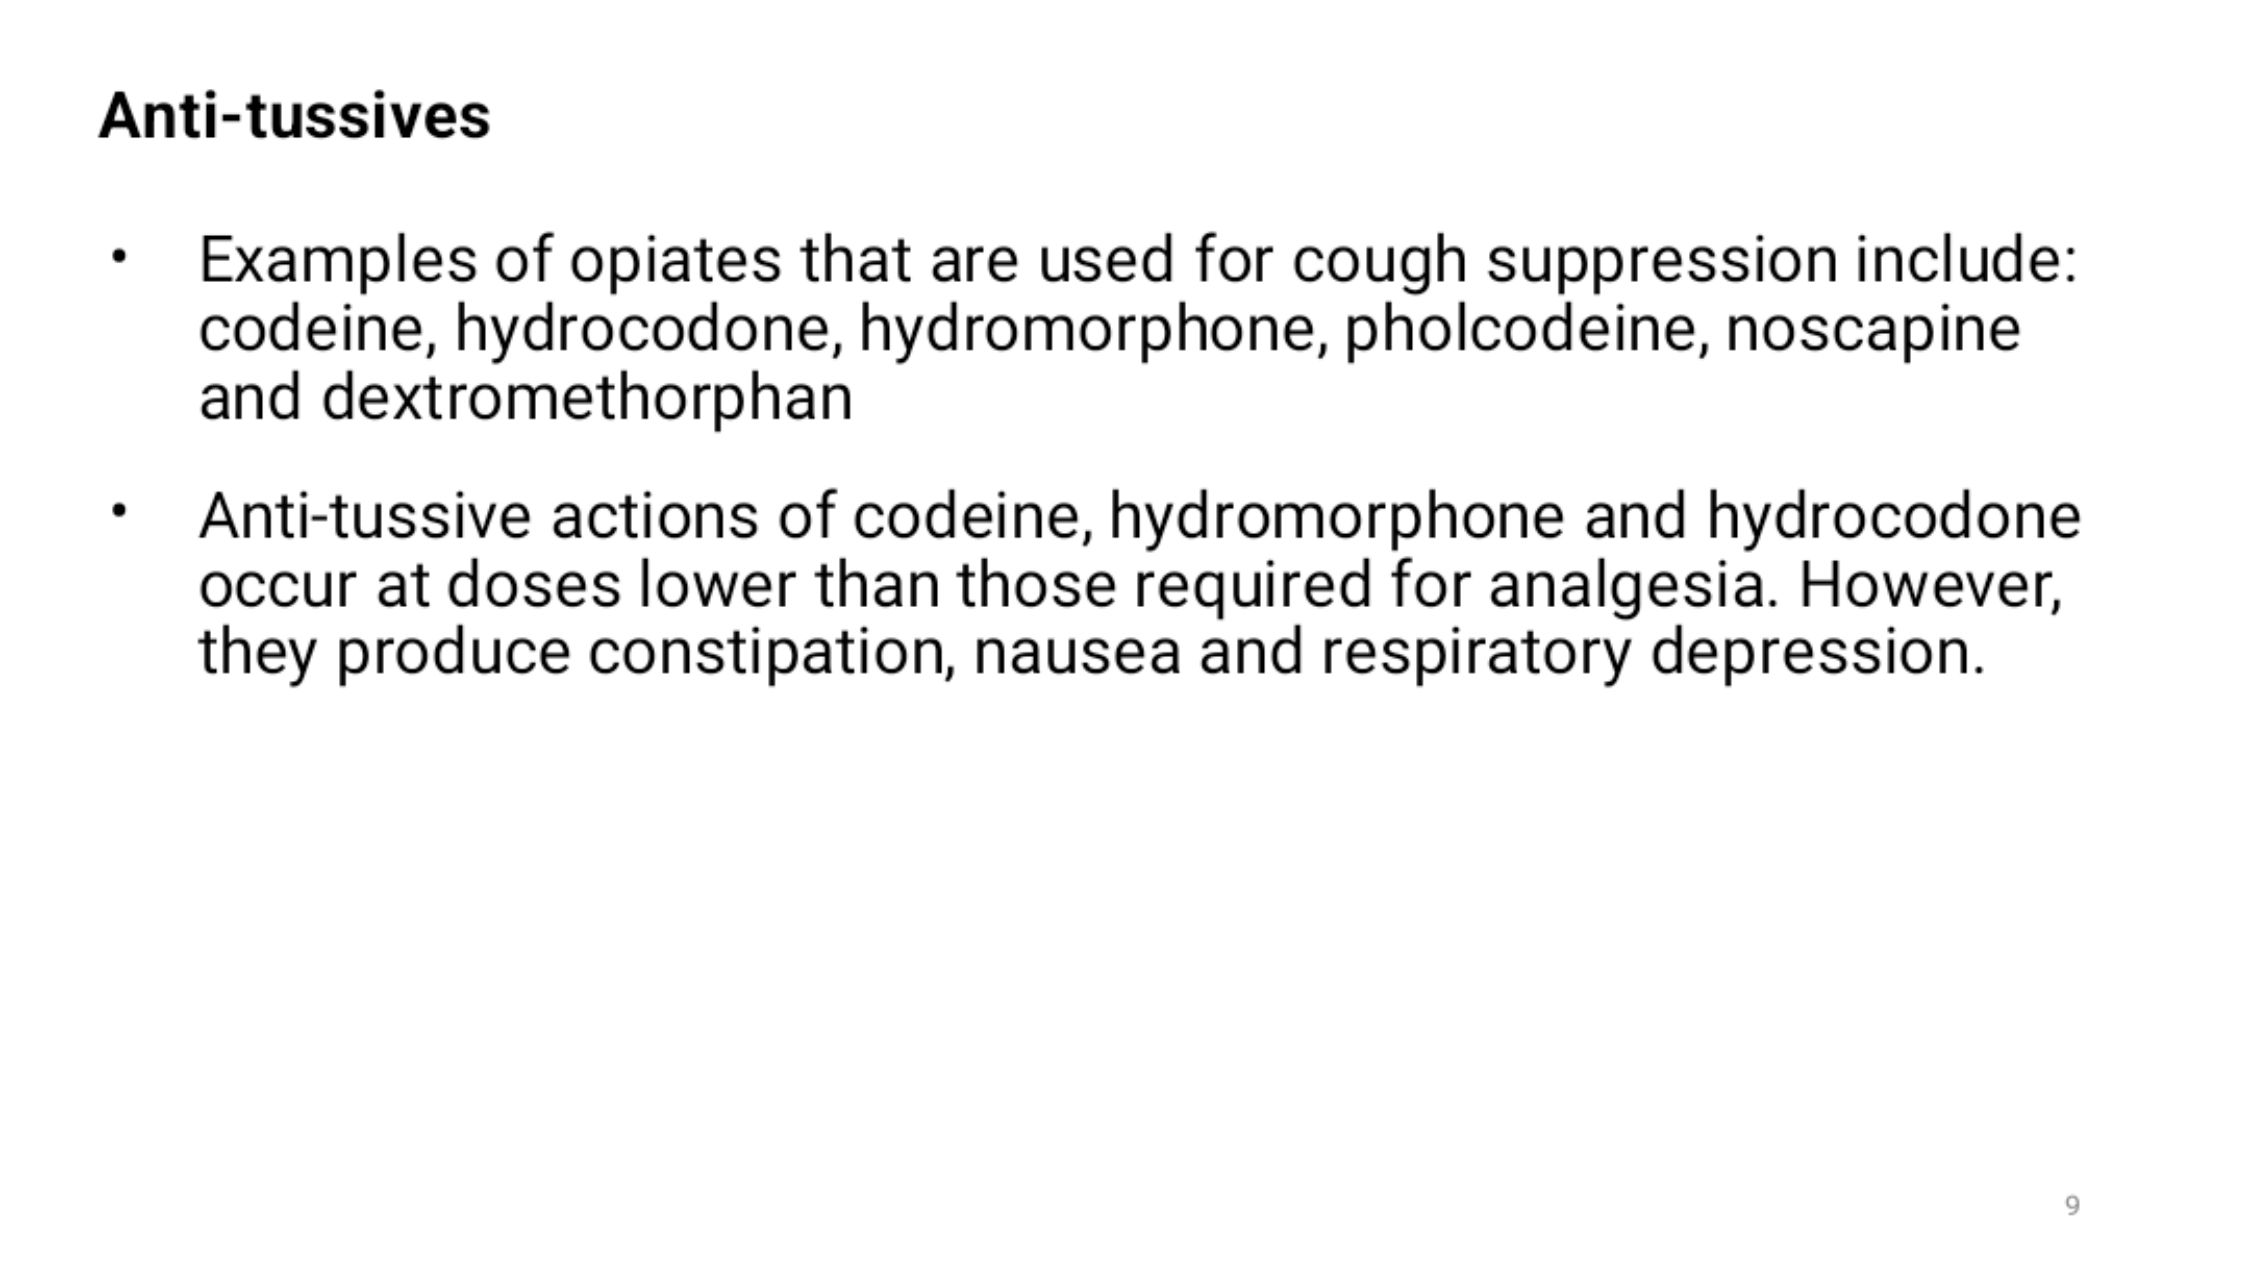 Anti-tussives
• Examples of opiates that are used for cough suppression include:
codeine, hydrocodone, hydromorphone, pholcodeine, noscapine
and dextromethorphan
• Anti-tussive actions of codeine, hydromorphone and hydrocodone
occur at doses lower than those required for analgesia. However,
they produce constipation, nausea and respiratory depression.
9